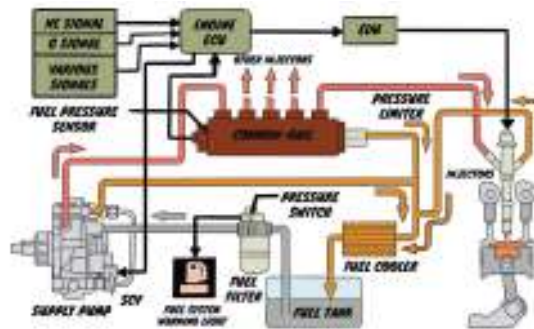 NE SIGNAL
G SIGNAL
VARIOUS
SIGNALS
ENGINE
ECU
EDU
OTHER INJECTORS
FUEL PRESSURE
SENSOR
COMMON-RAIL
PRESSURE
LIMITER
INJECTORS
PRESSURE
SWITCH
SUPPLY PUMP
SCV
FUEL SYSTEM
WARNING LIGHT
FUEL
FILTER
FUEL COOLER
FUEL TANK